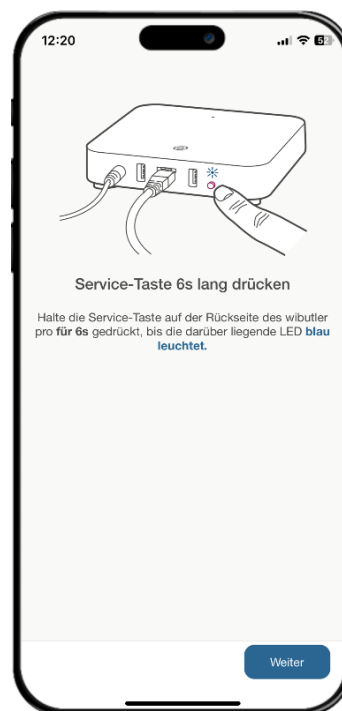 12:20
52
Service-Taste 6s lang drücken
Halte die Service-Taste auf der Rückseite des wibutler
pro für 6s gedrückt, bis die darüber liegende LED blau
leuchtet.
Weiter